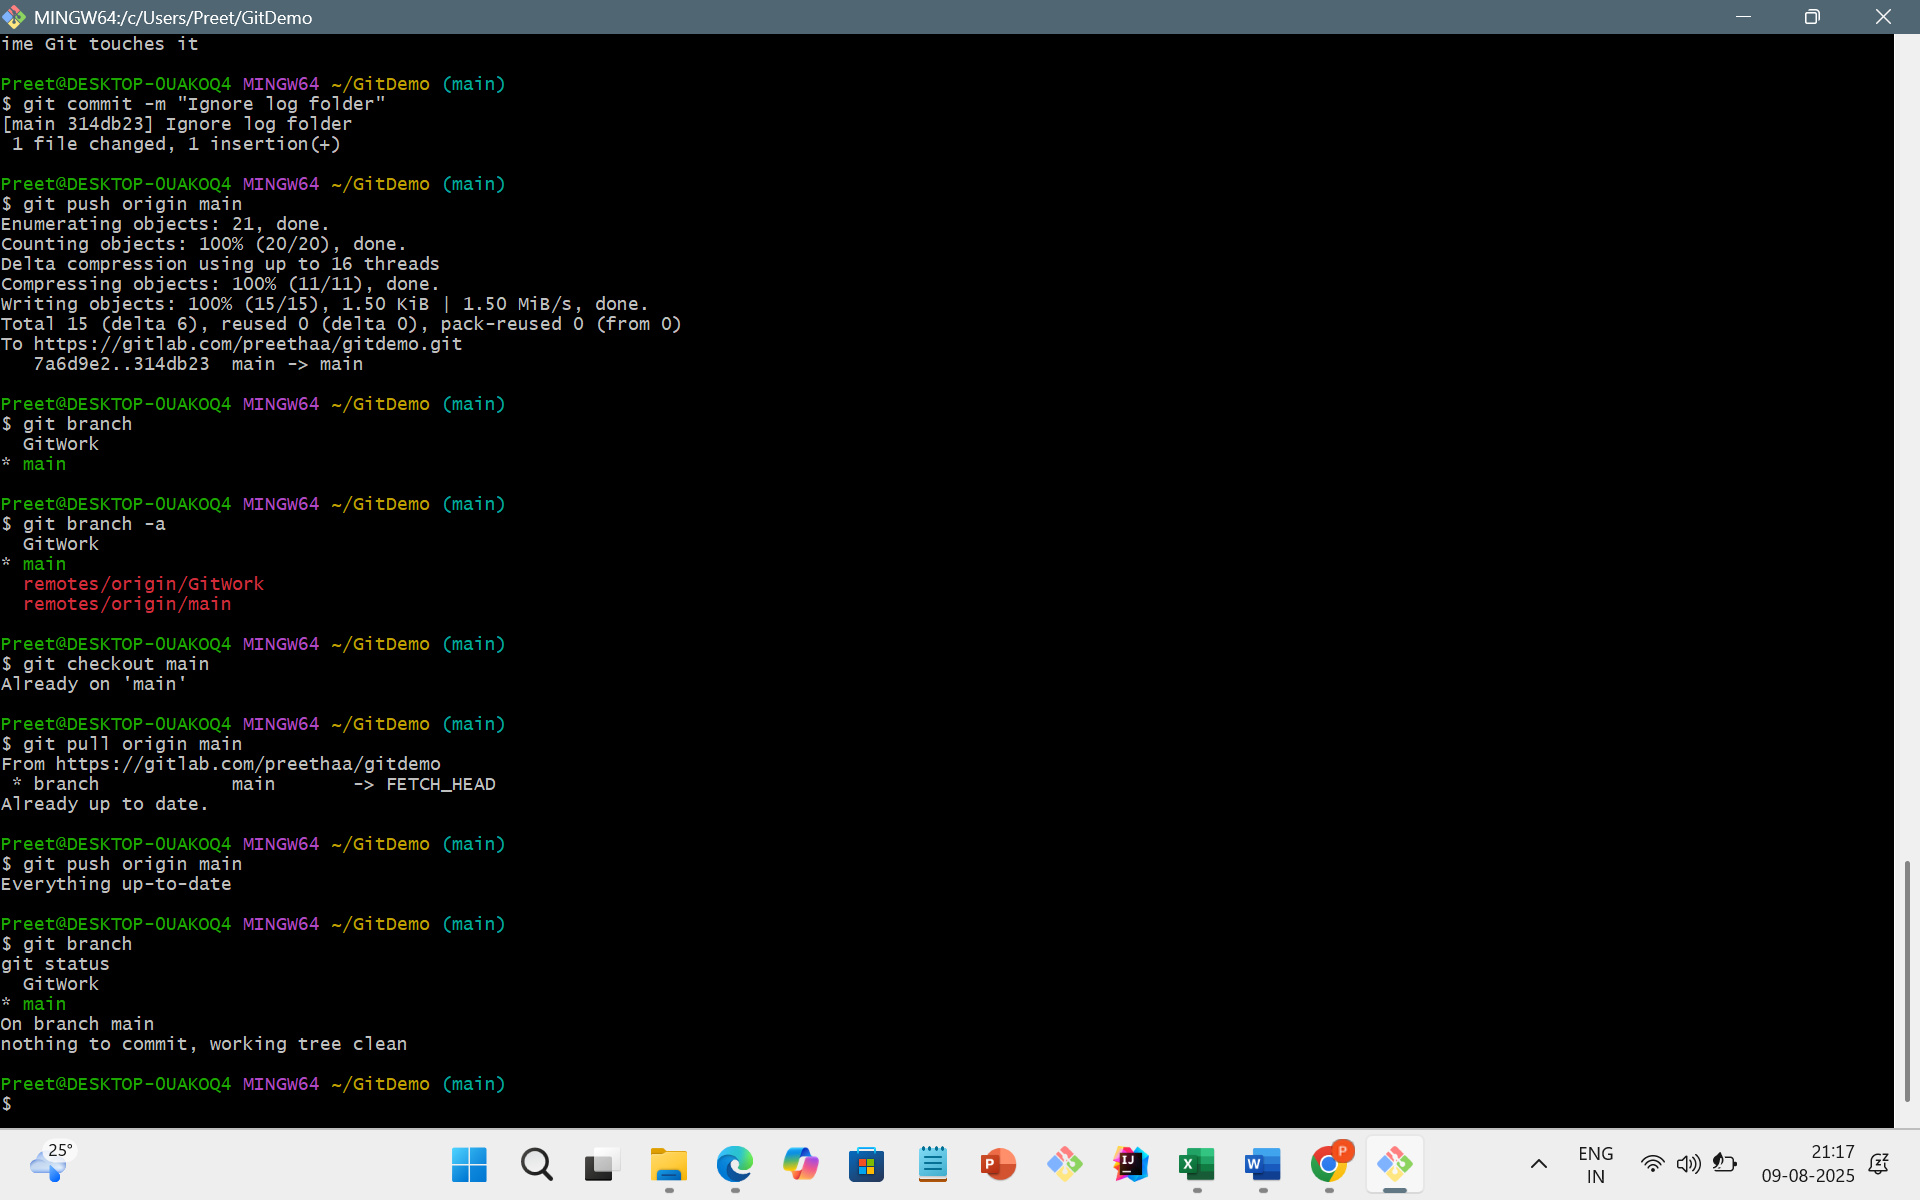 MINGW64:/c/Users/Preet/GitDemo
ime Git touches it
Preet@DESKTOP-0UAKOQ4 MINGW64 ~/GitDemo (main)
$ git commit -m "Ignore log folder"
[main 314db23] Ignore log folder
 1 file changed, 1 insertion(+)
Preet@DESKTOP-0UAKOQ4 MINGW64 ~/GitDemo (main)
$ git push origin main
Enumerating objects: 21, done.
Counting objects: 100% (20/20), done.
Delta compression using up to 16 threads
Compressing objects: 100% (11/11), done.
Writing objects: 100% (15/15), 1.50 KiB | 1.50 MiB/s, done.
Total 15 (delta 6), reused 0 (delta 0), pack-reused 0 (from 0)
To https://gitlab.com/preethaa/gitdemo.git
   7a6d9e2..314db23  main -> main
Preet@DESKTOP-0UAKOQ4 MINGW64 ~/GitDemo (main)
$ git branch
  GitWork
* main
Preet@DESKTOP-0UAKOQ4 MINGW64 ~/GitDemo (main)
$ git branch -a
  GitWork
* main
  remotes/origin/GitWork
  remotes/origin/main
Preet@DESKTOP-0UAKOQ4 MINGW64 ~/GitDemo (main)
$ git checkout main
Already on 'main'
Preet@DESKTOP-0UAKOQ4 MINGW64 ~/GitDemo (main)
$ git pull origin main
From https://gitlab.com/preethaa/gitdemo
 * branch            main       -> FETCH_HEAD
Already up to date.
Preet@DESKTOP-0UAKOQ4 MINGW64 ~/GitDemo (main)
$ git push origin main
Everything up-to-date
Preet@DESKTOP-0UAKOQ4 MINGW64 ~/GitDemo (main)
$ git branch
git status
  GitWork
* main
On branch main
nothing to commit, working tree clean
Preet@DESKTOP-0UAKOQ4 MINGW64 ~/GitDemo (main)
$
25°
P
IJ
X
W
P
ENG
IN
21:17
09-08-2025